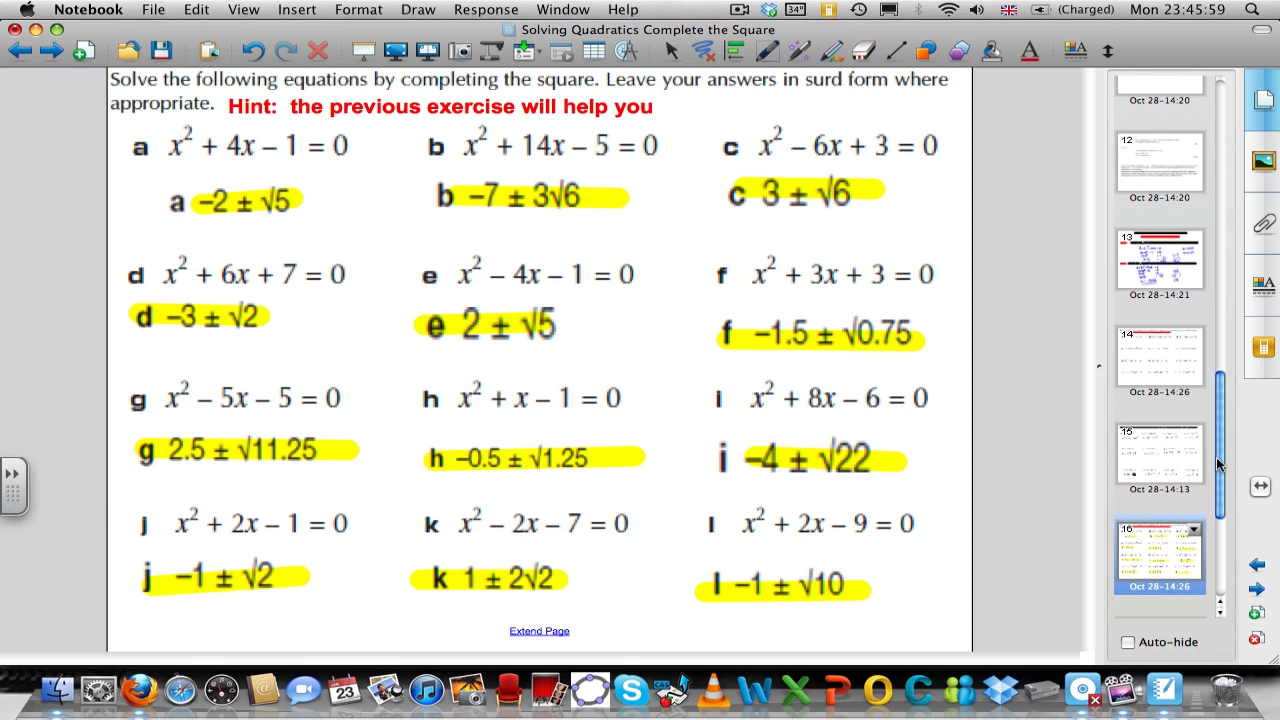 Notebook File Edit View Insert Format Draw Response Window Help 34° (Charged) Mon 23:45:59
Solving Quadratics Complete the Square
Solve the following equations by completing the square. Leave your answers in surd form where
appropriate. Hint: the previous exercise will help you
a x² + 4x − 1 = 0 b x² + 14x − 5 = 0 c x² − 6x + 3 = 0
a −2 ± √5 b −7 ± 3√6 c 3 ± √6
d x² + 6x + 7 = 0 e x² − 4x − 1 = 0 f x² + 3x + 3 = 0
d −3 ± √2 e 2 ± √5 f −1.5 ± √0.75
g x² − 5x − 5 = 0 h x² + x − 1 = 0 i x² + 8x − 6 = 0
g 2.5 ± √11.25 h −0.5 ± √1.25 i −4 ± √22
j x² + 2x − 1 = 0 k x² − 2x − 7 = 0 l x² + 2x − 9 = 0
j −1 ± √2 k 1 ± 2√2 l −1 ± √10
Extend Page
Oct 28–14:20
12
Oct 28–14:20
13
Oct 28–14:21
14
Oct 28–14:26
15
Oct 28–14:13
16
Oct 28–14:26
Auto-hide